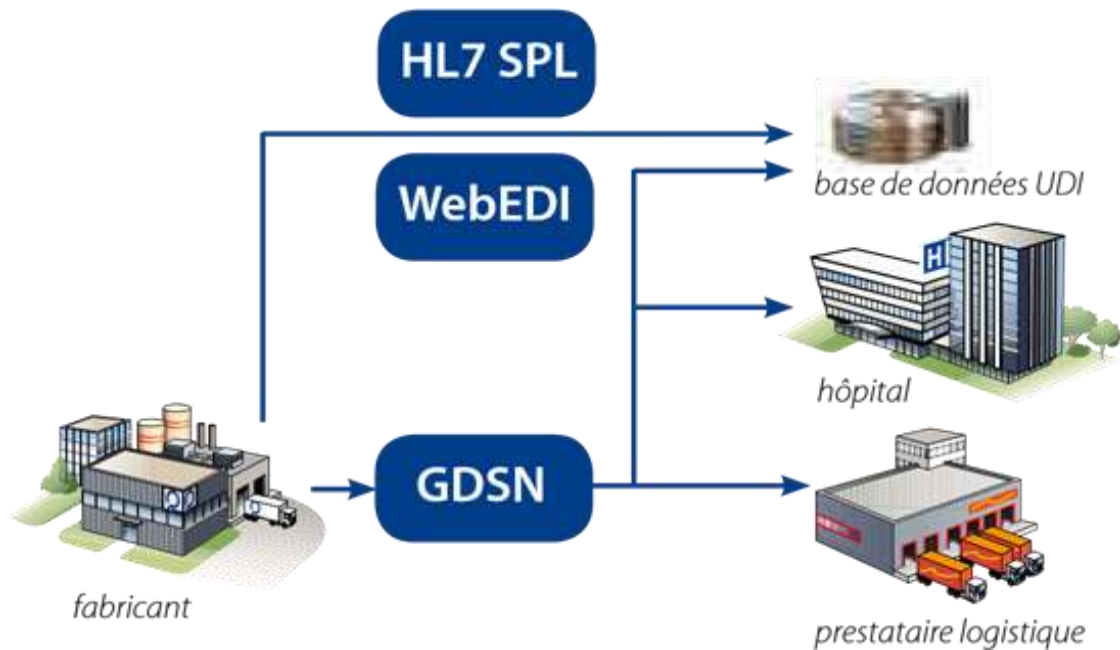 HL7 SPL
WebEDI
base de données UDI
H
hôpital
GDSN
fabricant
prestataire logistique